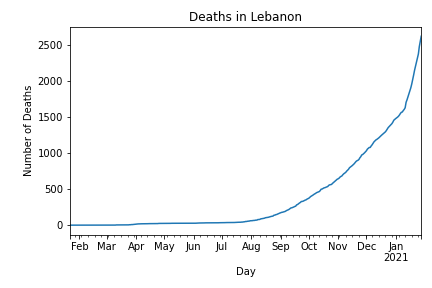 Deaths in Lebanon
Number of Deaths
2500
2000
1500
1000
500
0
Feb Mar Apr May Jun Jul Aug Sep Oct Nov Dec Jan
2021
Day